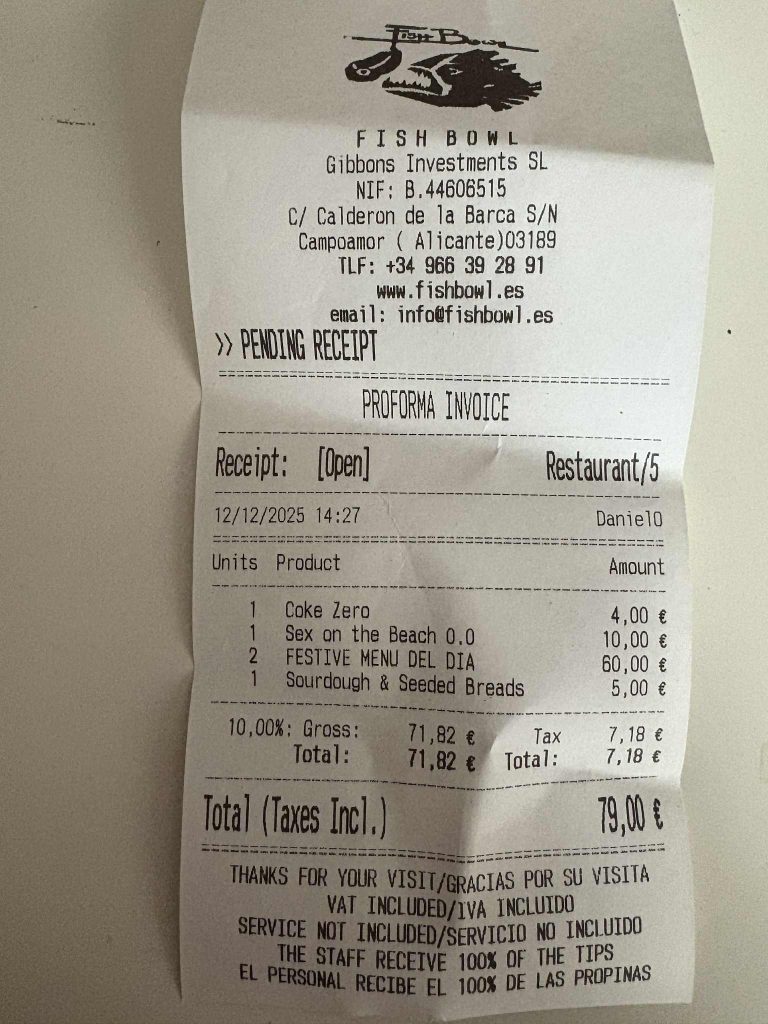 FISH BOWL
FISH BOWL
Gibbons Investments SL
NIF: B.44606515
C/ Calderon de la Barca S/N
Campoamor ( Alicante)03189
TLF: +34 966 39 28 91
www.fishbowl.es
email: info@fishbowl.es
>> PENDING RECEIPT
PROFORMA INVOICE
Receipt: [Open] Restaurant/5
12/12/2025 14:27 DanielO
Units Product Amount
1 Coke Zero 4,00 €
1 Sex on the Beach 0.0 10,00 €
2 FESTIVE MENU DEL DIA 60,00 €
1 Sourdough & Seeded Breads 5,00 €
10,00%: Gross: 71,82 € Tax 7,18 €
Total: 71,82 € Total: 7,18 €
Total (Taxes Incl.) 79,00 €
THANKS FOR YOUR VISIT/GRACIAS POR SU VISITA
VAT INCLUDED/IVA INCLUIDO
SERVICE NOT INCLUDED/SERVICIO NO INCLUIDO
THE STAFF RECEIVE 100% OF THE TIPS
EL PERSONAL RECIBE EL 100% DE LAS PROPINAS